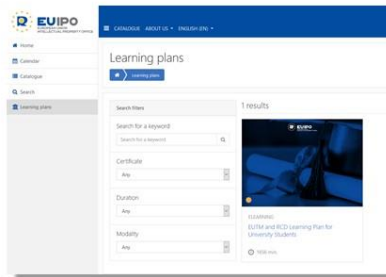 EUIPO
EUROPEAN UNION
INTELLECTUAL PROPERTY OFFICE
CATALOGUE ABOUT US ENGLISH (EN)
Home
Calendar
Catalogue
Search
Learning plans
Learning plans
Learning plans
Search filters
Search for a keyword
Search for a keyword
Certificate
Any
Duration
Any
Modality
Any
1 results
EUIPO
ELEARNING
EUTM and RCD Learning Plan for
University Students